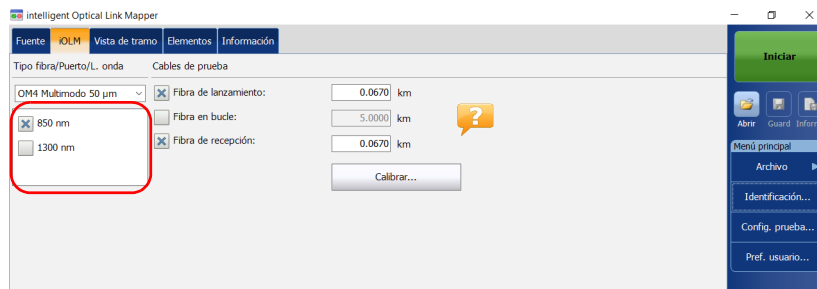 intelligent Optical Link Mapper
Fuente iOLM Vista de tramo Elementos Información
Tipo fibra/Puerto/L. onda Cables de prueba
OM4 Multimodo 50 µm
Fibra de lanzamiento: 0.0670 km
850 nm
Fibra en bucle: 5.0000 km
1300 nm
Fibra de recepción: 0.0670 km
Calibrar...
Iniciar
Abrir Guard Inform
Menú principal
Archivo
Identificación...
Config. prueba...
Pref. usuario...